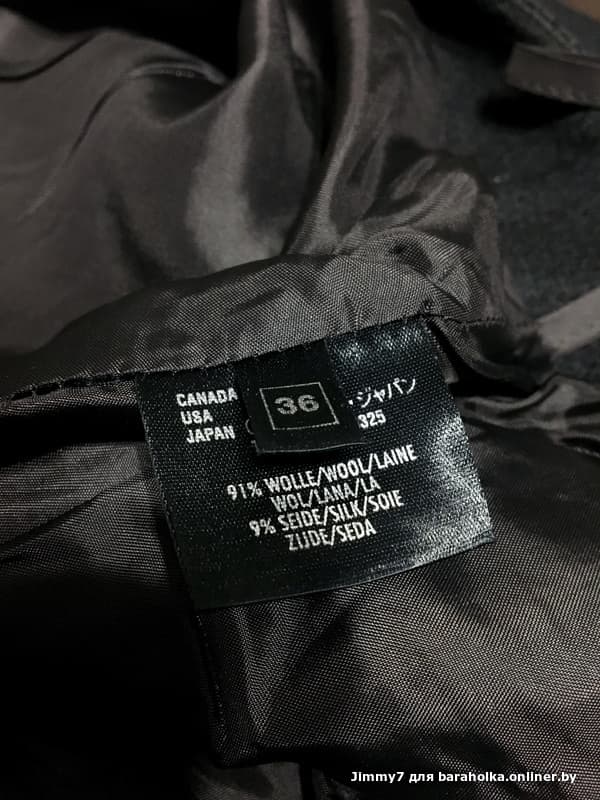 CANADA
USA
JAPAN
36
・ジャパン
325
91% WOLLE/WOOL/LAINE
WOL/LANA/LA
9% SEIDE/SILK/SOIE
ZIJDE/SEDA
Jimmy7 для baraholka.onliner.by